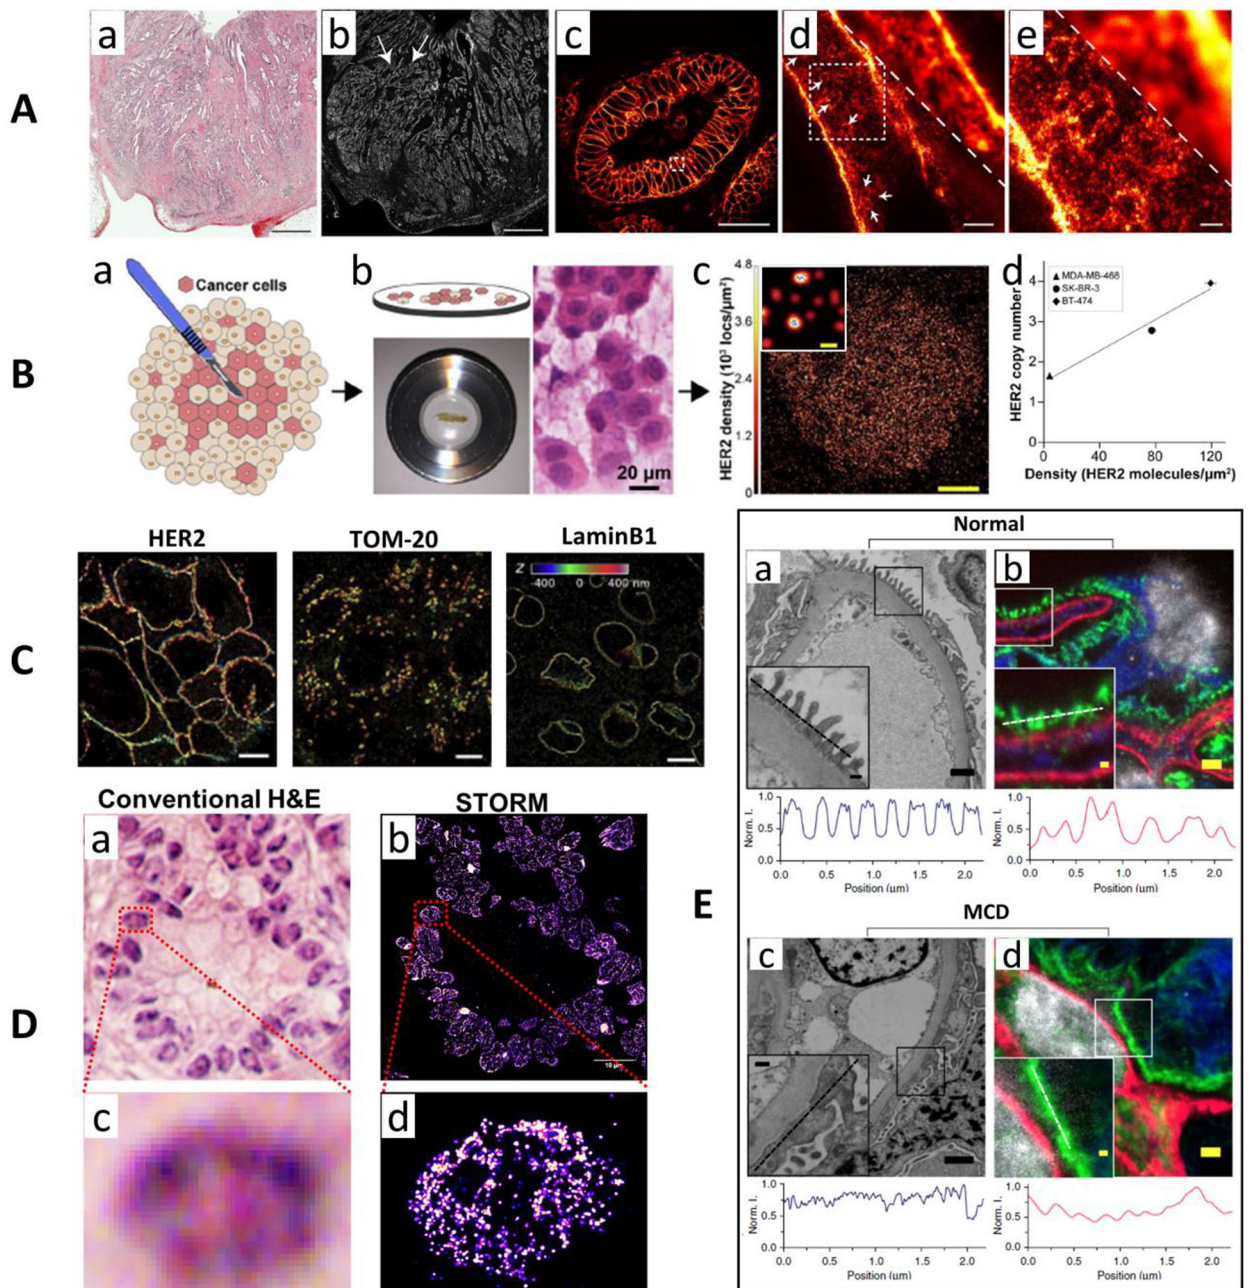 A
a
b
c
d
e
B
a
Cancer cells
b
20 µm
c
HER2 density (10³ locs/µm²)
4.8
3.6
2.4
1.2
0
d
▲ MDA-MB-468
● SK-BR-3
◆ BT-474
HER2 copy number
4
3
2
1
0
0 40 80 120
Density (HER2 molecules/µm²)
C
HER2
TOM-20
LaminB1
Z
-400 0 400 nm
D
Conventional H&E
STORM
a
b
10 µm
c
d
E
Normal
a
b
Norm. I.
1.0
0.5
0.0
0.0 0.5 1.0 1.5 2.0
Position (µm)
Norm. I.
1.0
0.5
0.0
0.0 0.5 1.0 1.5 2.0
Position (µm)
MCD
c
d
Norm. I.
1.0
0.5
0.0
0.0 0.5 1.0 1.5 2.0
Position (µm)
Norm. I.
1.0
0.5
0.0
0.0 0.5 1.0 1.5 2.0
Position (µm)